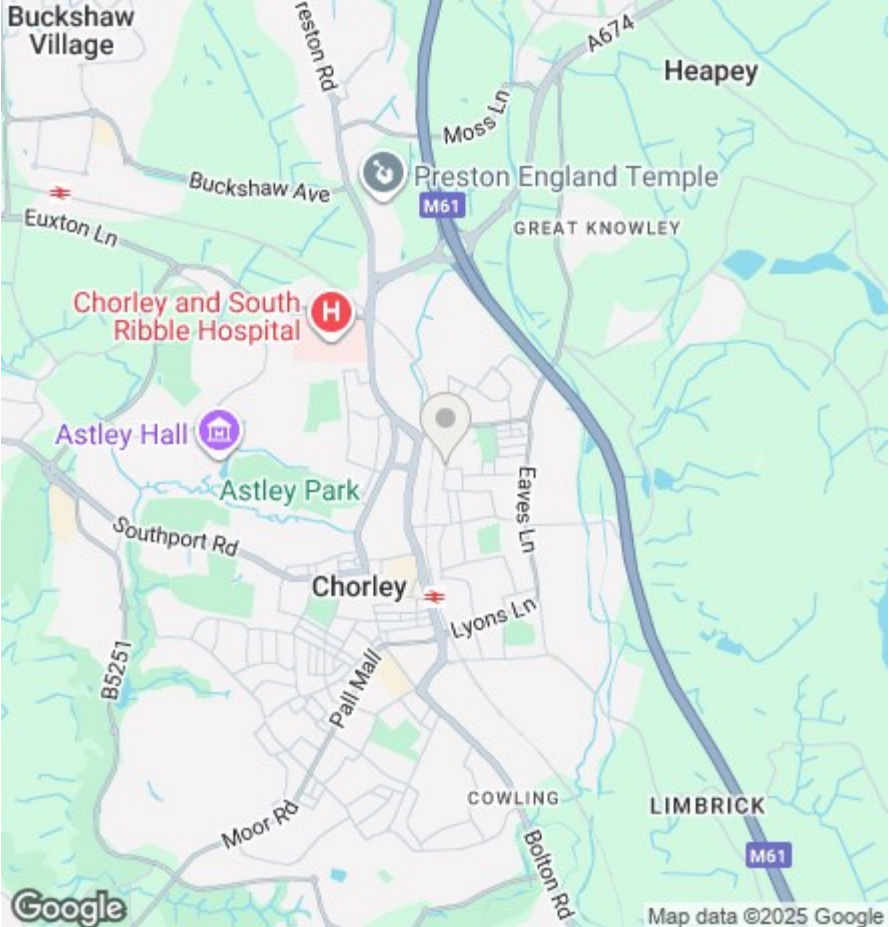 Buckshaw
Village
reston Rd
A674
Heapey
Moss Ln
Preston England Temple
Buckshaw Ave
M61
Euxton Ln
GREAT KNOWLEY
Chorley and South
Ribble Hospital
Astley Hall
Astley Park
Eaves Ln
Southport Rd
Chorley
Lyons Ln
B5251
Pall Mall
COWLING
LIMBRICK
Moor Rd
Bolton Rd
M61
Google
Map data ©2025 Google